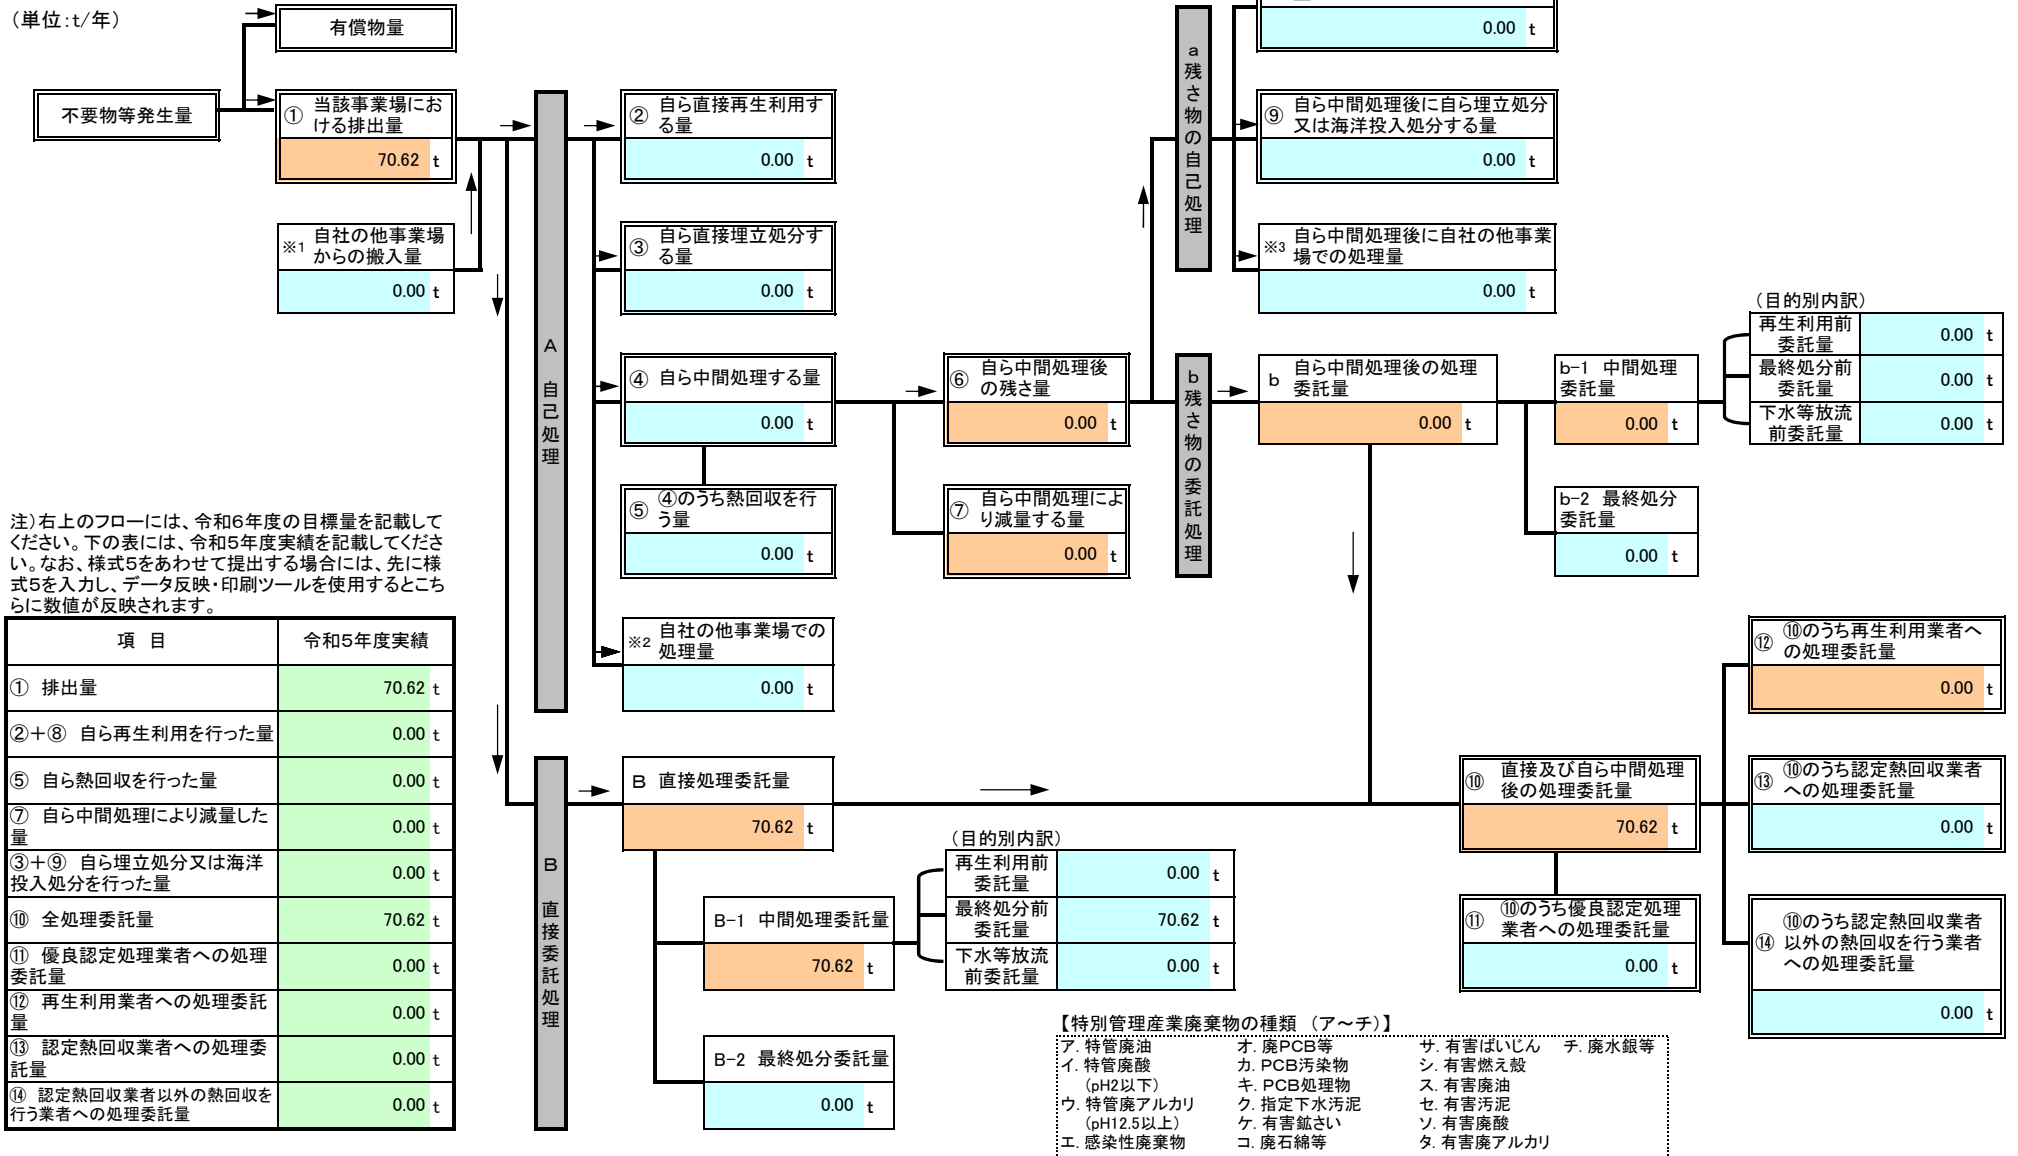 （単位：t/年）
有償物量
不要物等発生量
① 当該事業場にお
ける排出量
70.62 t
※1 自社の他事業場
からの搬入量
0.00 t
A 自己処理
② 自ら直接再生利用す
る量
0.00 t
③ 自ら直接埋立処分す
る量
0.00 t
④ 自ら中間処理する量
0.00 t
⑤ ④のうち熱回収を行
う量
0.00 t
※2 自社の他事業場での
処理量
0.00 t
⑥ 自ら中間処理後
の残さ量
0.00 t
⑦ 自ら中間処理によ
り減量する量
0.00 t
a 残さ物の自己処理
0.00 t
⑨ 自ら中間処理後に自ら埋立処分
又は海洋投入処分する量
0.00 t
※3 自ら中間処理後に自社の他事業
場での処理量
0.00 t
b 残さ物の委託処理
b 自ら中間処理後の処理
委託量
0.00 t
b-1 中間処理
委託量
0.00 t
（目的別内訳）
再生利用前
委託量
0.00 t
最終処分前
委託量
0.00 t
下水等放流
前委託量
0.00 t
b-2 最終処分
委託量
0.00 t
注）右上のフローには、令和６年度の目標量を記載して
ください。下の表には、令和５年度実績を記載してくださ
い。なお、様式５をあわせて提出する場合には、先に様
式５を入力し、データ反映・印刷ツールを使用するとこち
らに数値が反映されます。
項 目 令和５年度実績
① 排出量 70.62 t
②＋⑧ 自ら再生利用を行った量 0.00 t
⑤ 自ら熱回収を行った量 0.00 t
⑦ 自ら中間処理により減量した
量 0.00 t
③＋⑨ 自ら埋立処分又は海洋
投入処分を行った量 0.00 t
⑩ 全処理委託量 70.62 t
⑪ 優良認定処理業者への処理
委託量 0.00 t
⑫ 再生利用業者への処理委託
量 0.00 t
⑬ 認定熱回収業者への処理委
託量 0.00 t
⑭ 認定熱回収業者以外の熱回収を
行う業者への処理委託量 0.00 t
B 直接委託処理
B 直接処理委託量
70.62 t
B-1 中間処理委託量
70.62 t
（目的別内訳）
再生利用前
委託量
0.00 t
最終処分前
委託量
70.62 t
下水等放流
前委託量
0.00 t
B-2 最終処分委託量
0.00 t
⑩ 直接及び自ら中間処理
後の処理委託量
70.62 t
⑪ ⑩のうち優良認定処理
業者への処理委託量
0.00 t
⑫ ⑩のうち再生利用業者へ
の処理委託量
0.00 t
⑬ ⑩のうち認定熱回収業者
への処理委託量
0.00 t
⑭ ⑩のうち認定熱回収業者
以外の熱回収を行う業者
への処理委託量
0.00 t
【特別管理産業廃棄物の種類 （ア～チ）】
ア．特管廃油 オ．廃ＰＣＢ等 サ．有害ばいじん チ．廃水銀等
イ．特管廃酸 カ．ＰＣＢ汚染物 シ．有害燃え殻
（pH2以下） キ．ＰＣＢ処理物 ス．有害廃油
ウ．特管廃アルカリ ク．指定下水汚泥 セ．有害汚泥
（pH12.5以上） ケ．有害鉱さい ソ．有害廃酸
エ．感染性廃棄物 コ．廃石綿等 タ．有害廃アルカリ